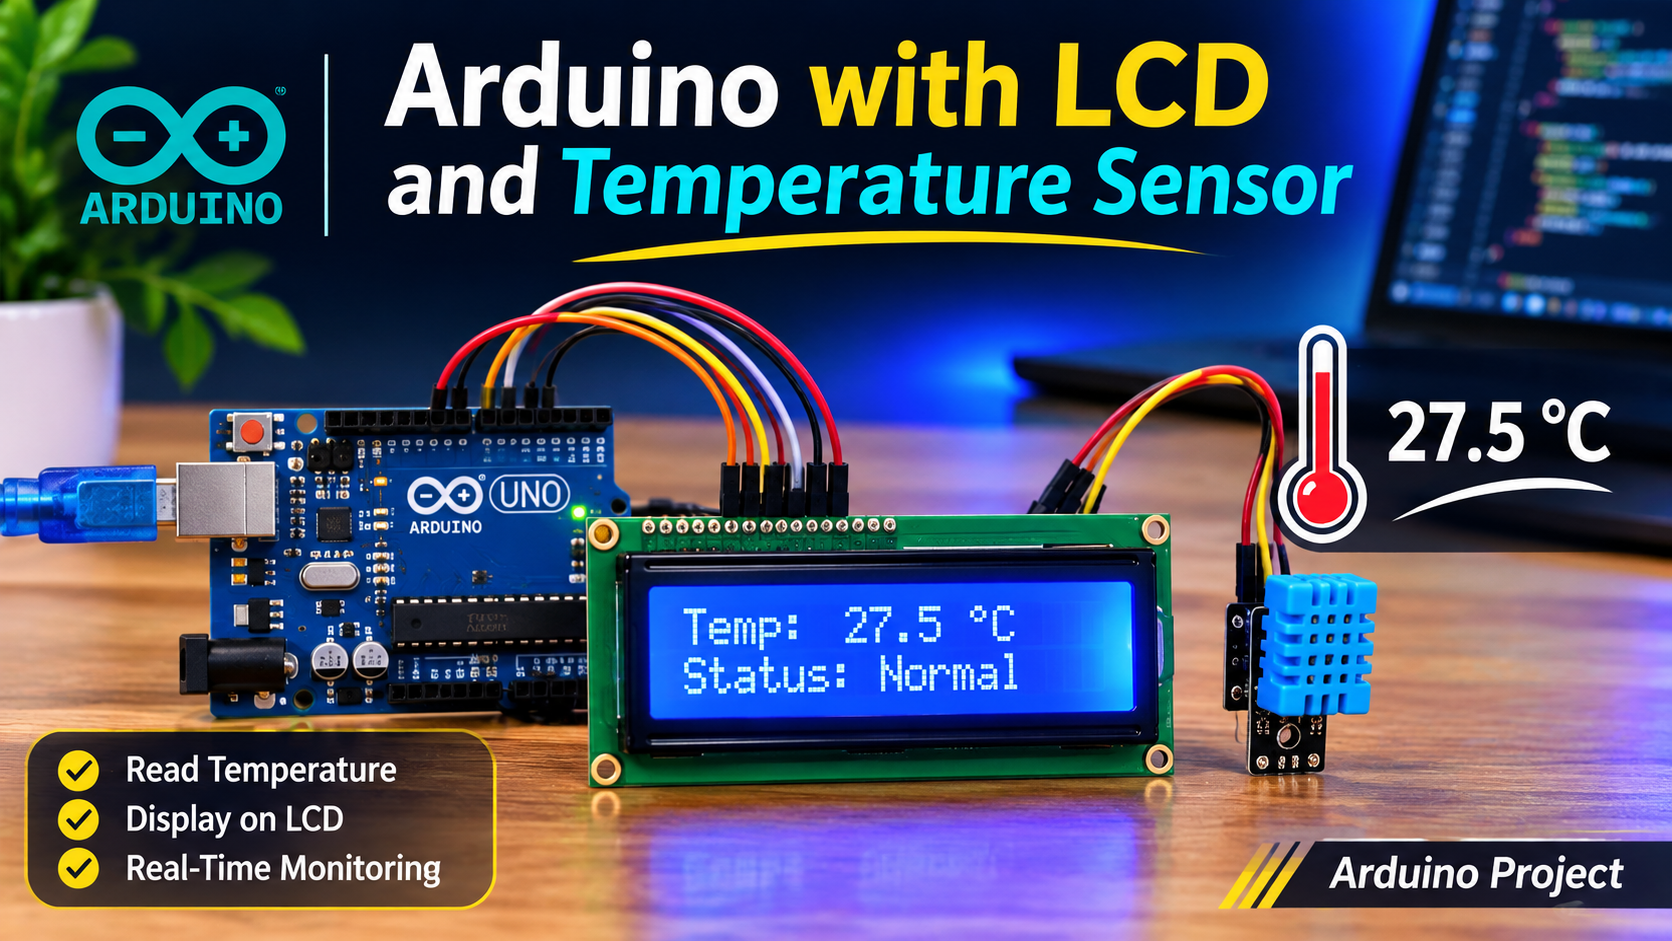 Arduino with LCD
and Temperature Sensor
ARDUINO
ARDUINO
UNO
27.5 °C
Temp: 27.5 °C
Status: Normal
Read Temperature
Display on LCD
Real-Time Monitoring
Arduino Project